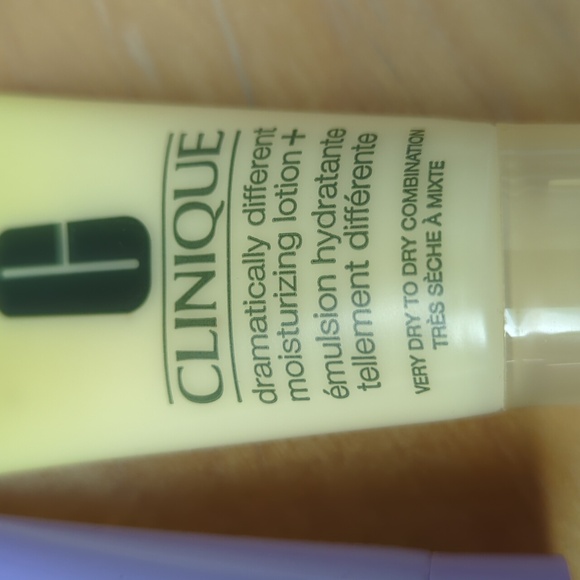 CLINIQUE
dramatically different
moisturizing lotion+
émulsion hydratante
tellement différente
VERY DRY TO DRY COMBINATION
TRÈS SÈCHE À MIXTE